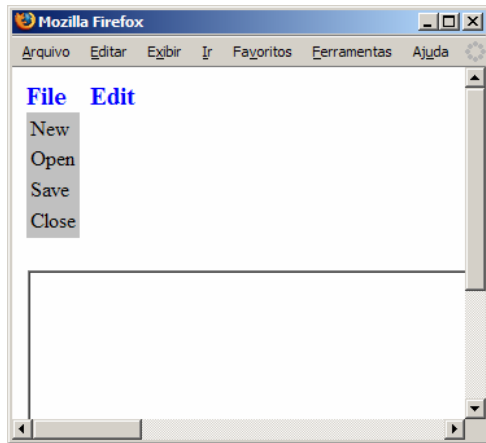 Mozilla Firefox
Arquivo Editar Exibir Ir Favoritos Ferramentas Ajuda
File Edit
New
Open
Save
Close